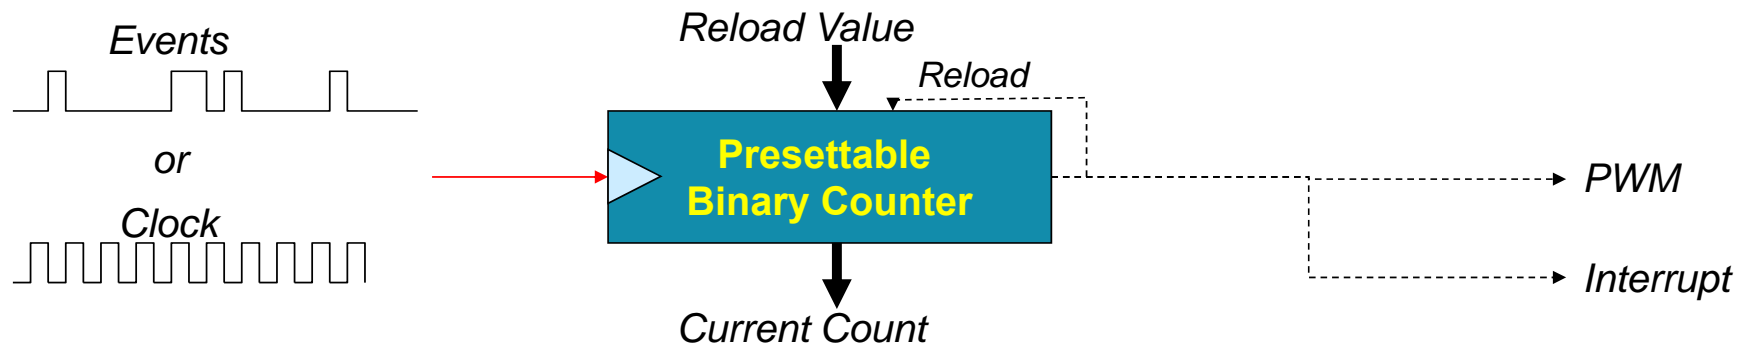 Events
or
Clock
Reload Value
Reload
Presettable
Binary Counter
Current Count
PWM
Interrupt